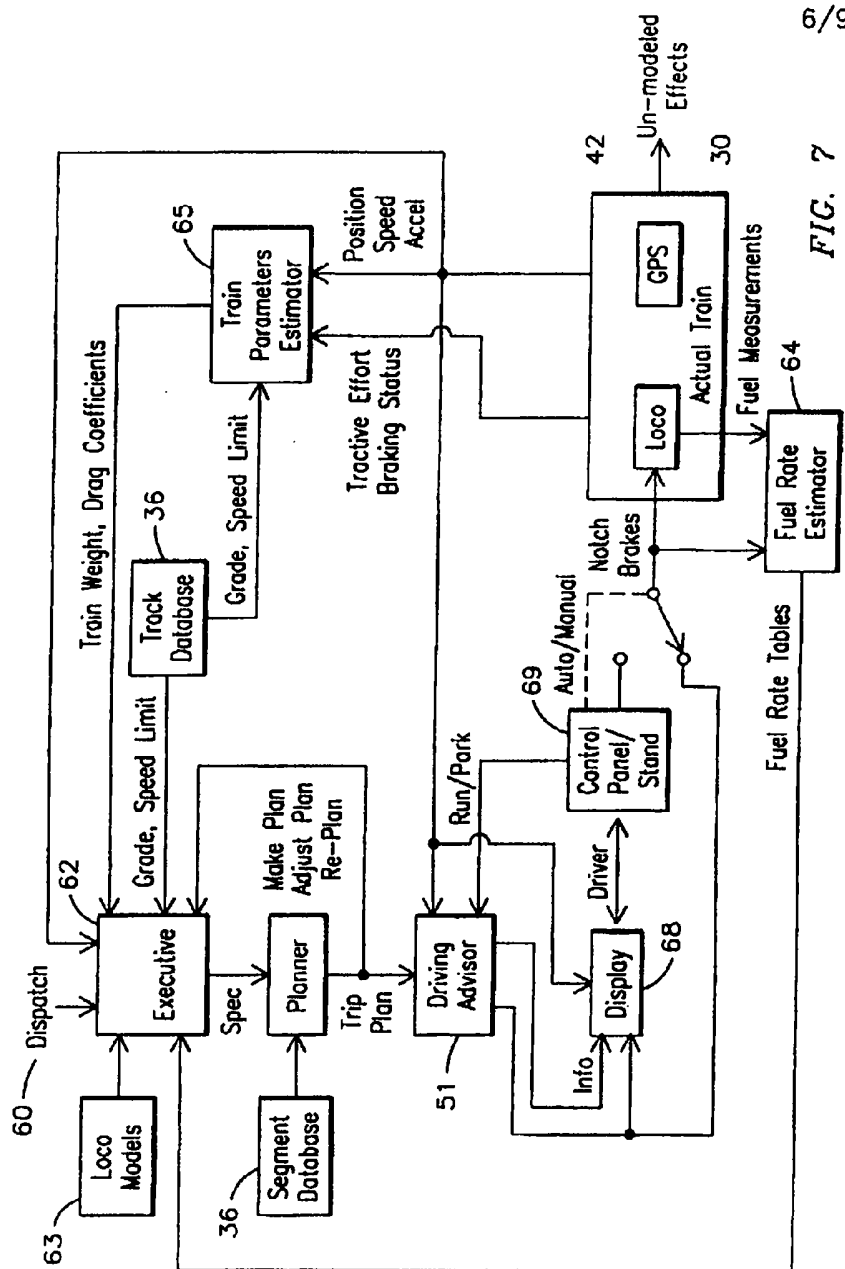 6/9
60
Dispatch
62
Loco
Models
63
Executive
Grade, Speed Limit
Track
Database
36
Grade, Speed Limit
Train Weight, Drag Coefficients
Train
Parameters
Estimator
65
Spec
Segment
Database
36
Planner
Make Plan
Adjust Plan
Re-Plan
Trip
Plan
Tractive Effort
Braking Status
Position
Speed
Accel
Driving
Advisor
51
Run/Park
Info
Display
68
Driver
Control
Panel/
Stand
69
Auto/Manual
Notch
Brakes
Loco
GPS
Actual Train
42
30
Un-modeled
Effects
Fuel Measurements
Fuel Rate
Estimator
64
Fuel Rate Tables
FIG. 7